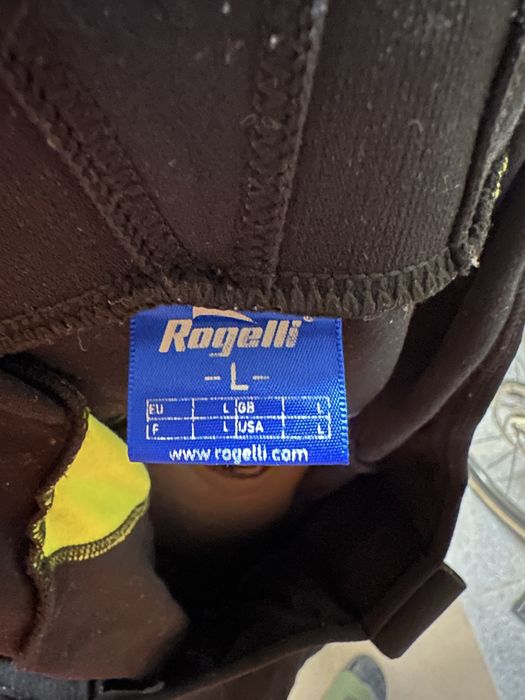 Rogelli
-L-
EU L GB L
F L USA L
www.rogelli.com